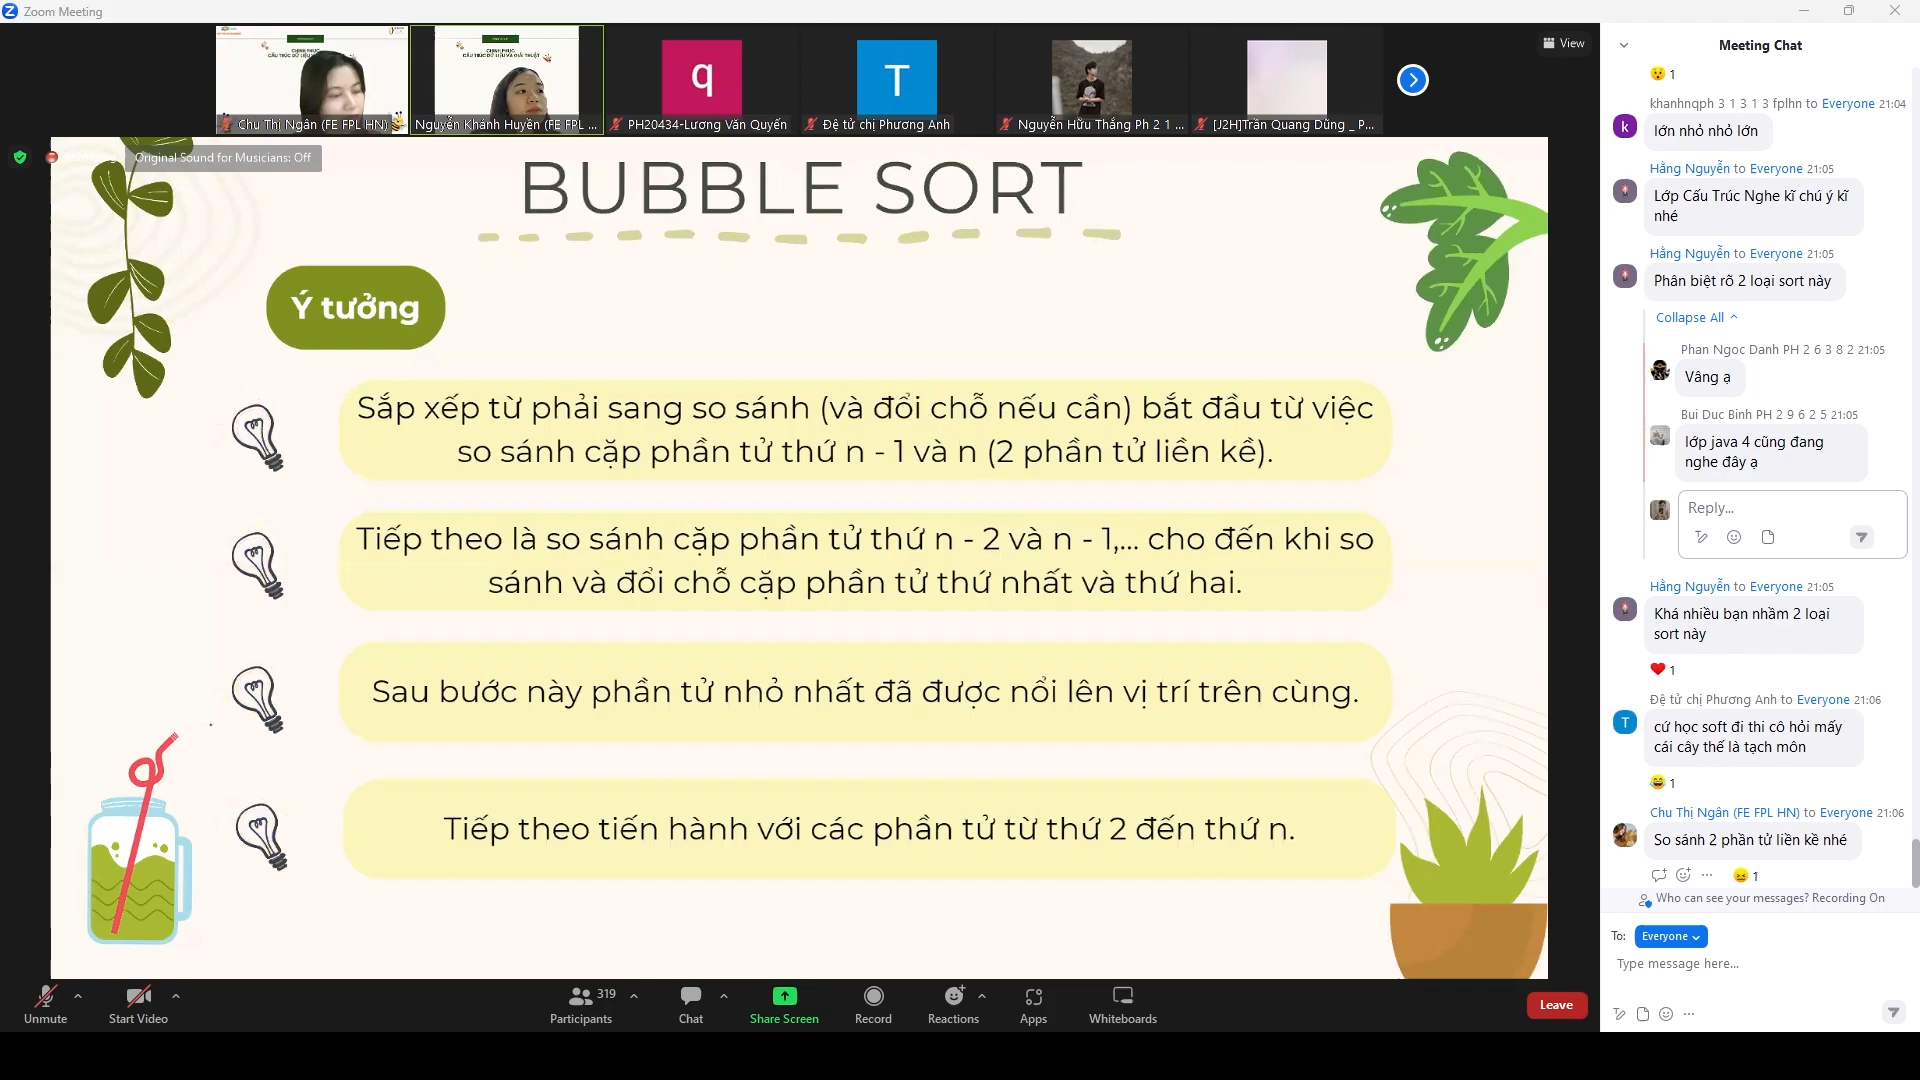 Zoom Meeting
CHINH PHỤC
CHINH PHỤC
CẤU TRÚC DỮ LIỆU VÀ GIẢI THUẬT
Chu Thị Ngân (FE FPL HN)
Nguyễn Khánh Huyền (FE FPL ...
q
PH20434-Lương Văn Quyến
T
Đệ tử chị Phương Anh
Nguyễn Hữu Thắng Ph 2 1 ...
[J2H]Trần Quang Dũng _ P...
View
Original Sound for Musicians: Off
BUBBLE SORT
Ý tưởng
Sắp xếp từ phải sang so sánh (và đổi chỗ nếu cần) bắt đầu từ việc
so sánh cặp phần tử thứ n - 1 và n (2 phần tử liền kề).
Tiếp theo là so sánh cặp phần tử thứ n - 2 và n - 1,... cho đến khi so
sánh và đổi chỗ cặp phần tử thứ nhất và thứ hai.
Sau bước này phần tử nhỏ nhất đã được nổi lên vị trí trên cùng.
Tiếp theo tiến hành với các phần tử từ thứ 2 đến thứ n.
Unmute
Start Video
319
Participants
Chat
Share Screen
Record
Reactions
Apps
Whiteboards
Leave
Meeting Chat
1
khanhnqph 3 1 3 1 3 fplhn to Everyone 21:04
k
lớn nhỏ nhỏ lớn
Hằng Nguyễn to Everyone 21:05
Lớp Cấu Trúc Nghe kĩ chú ý kĩ
nhé
Hằng Nguyễn to Everyone 21:05
Phân biệt rõ 2 loại sort này
Collapse All
Phan Ngoc Danh PH 2 6 3 8 2 21:05
Vâng ạ
Bui Duc Binh PH 2 9 6 2 5 21:05
lớp java 4 cũng đang
nghe đây ạ
Reply...
Hằng Nguyễn to Everyone 21:05
Khá nhiều bạn nhầm 2 loại
sort này
1
Đệ tử chị Phương Anh to Everyone 21:06
T
cứ học soft đi thi cô hỏi mấy
cái cây thế là tạch môn
1
Chu Thị Ngân (FE FPL HN) to Everyone 21:06
So sánh 2 phần tử liền kề nhé
1
Who can see your messages? Recording On
To: Everyone
Type message here...